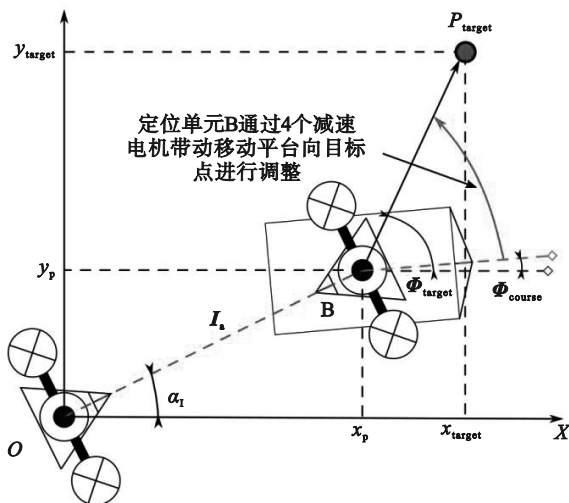 P_target
y_target
定位单元B通过4个减速
电机带动移动平台向目标
点进行调整
y_p
Φ_target
Φ_course
B
I_a
α_I
O
x_p
x_target
X